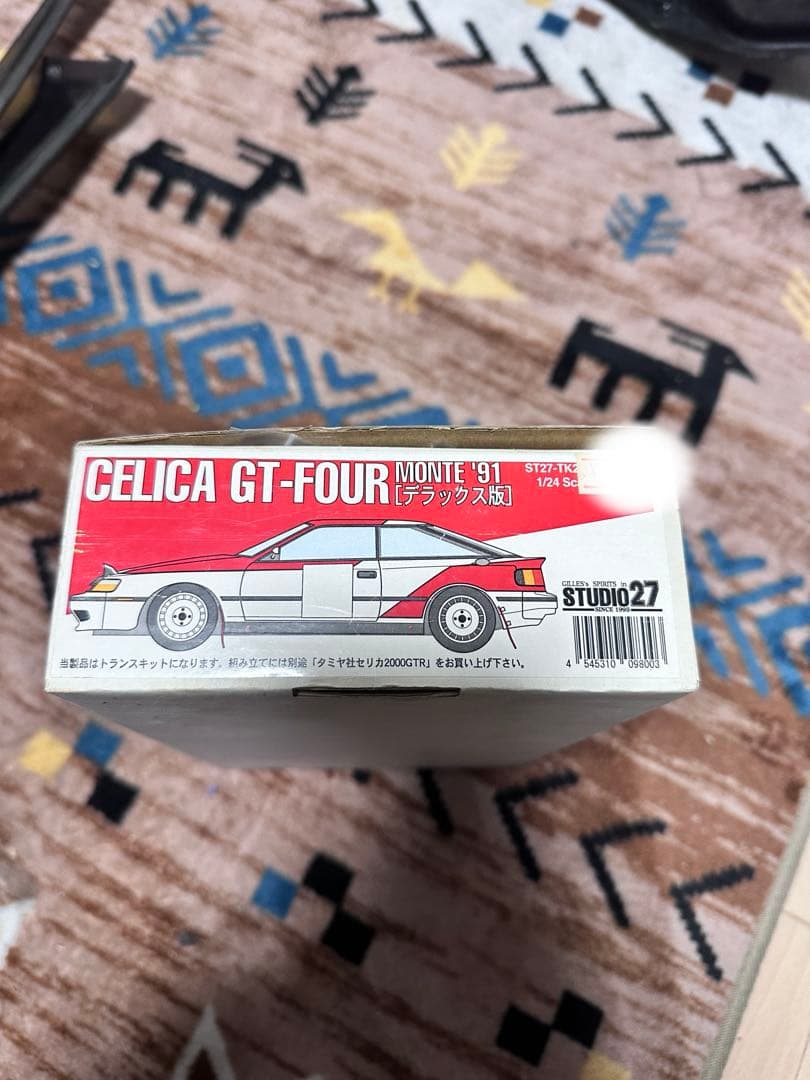 CELICA GT-FOUR MONTE '91
[デラックス版]
ST27-TK2
1/24 Sc
GILLES's SPIRITS in
STUDIO27
SINCE 1993
当製品はトランスキットになります。組み立てには別途「タミヤ社セリカ2000GTR」をお買い上げ下さい。
4 545310 098003